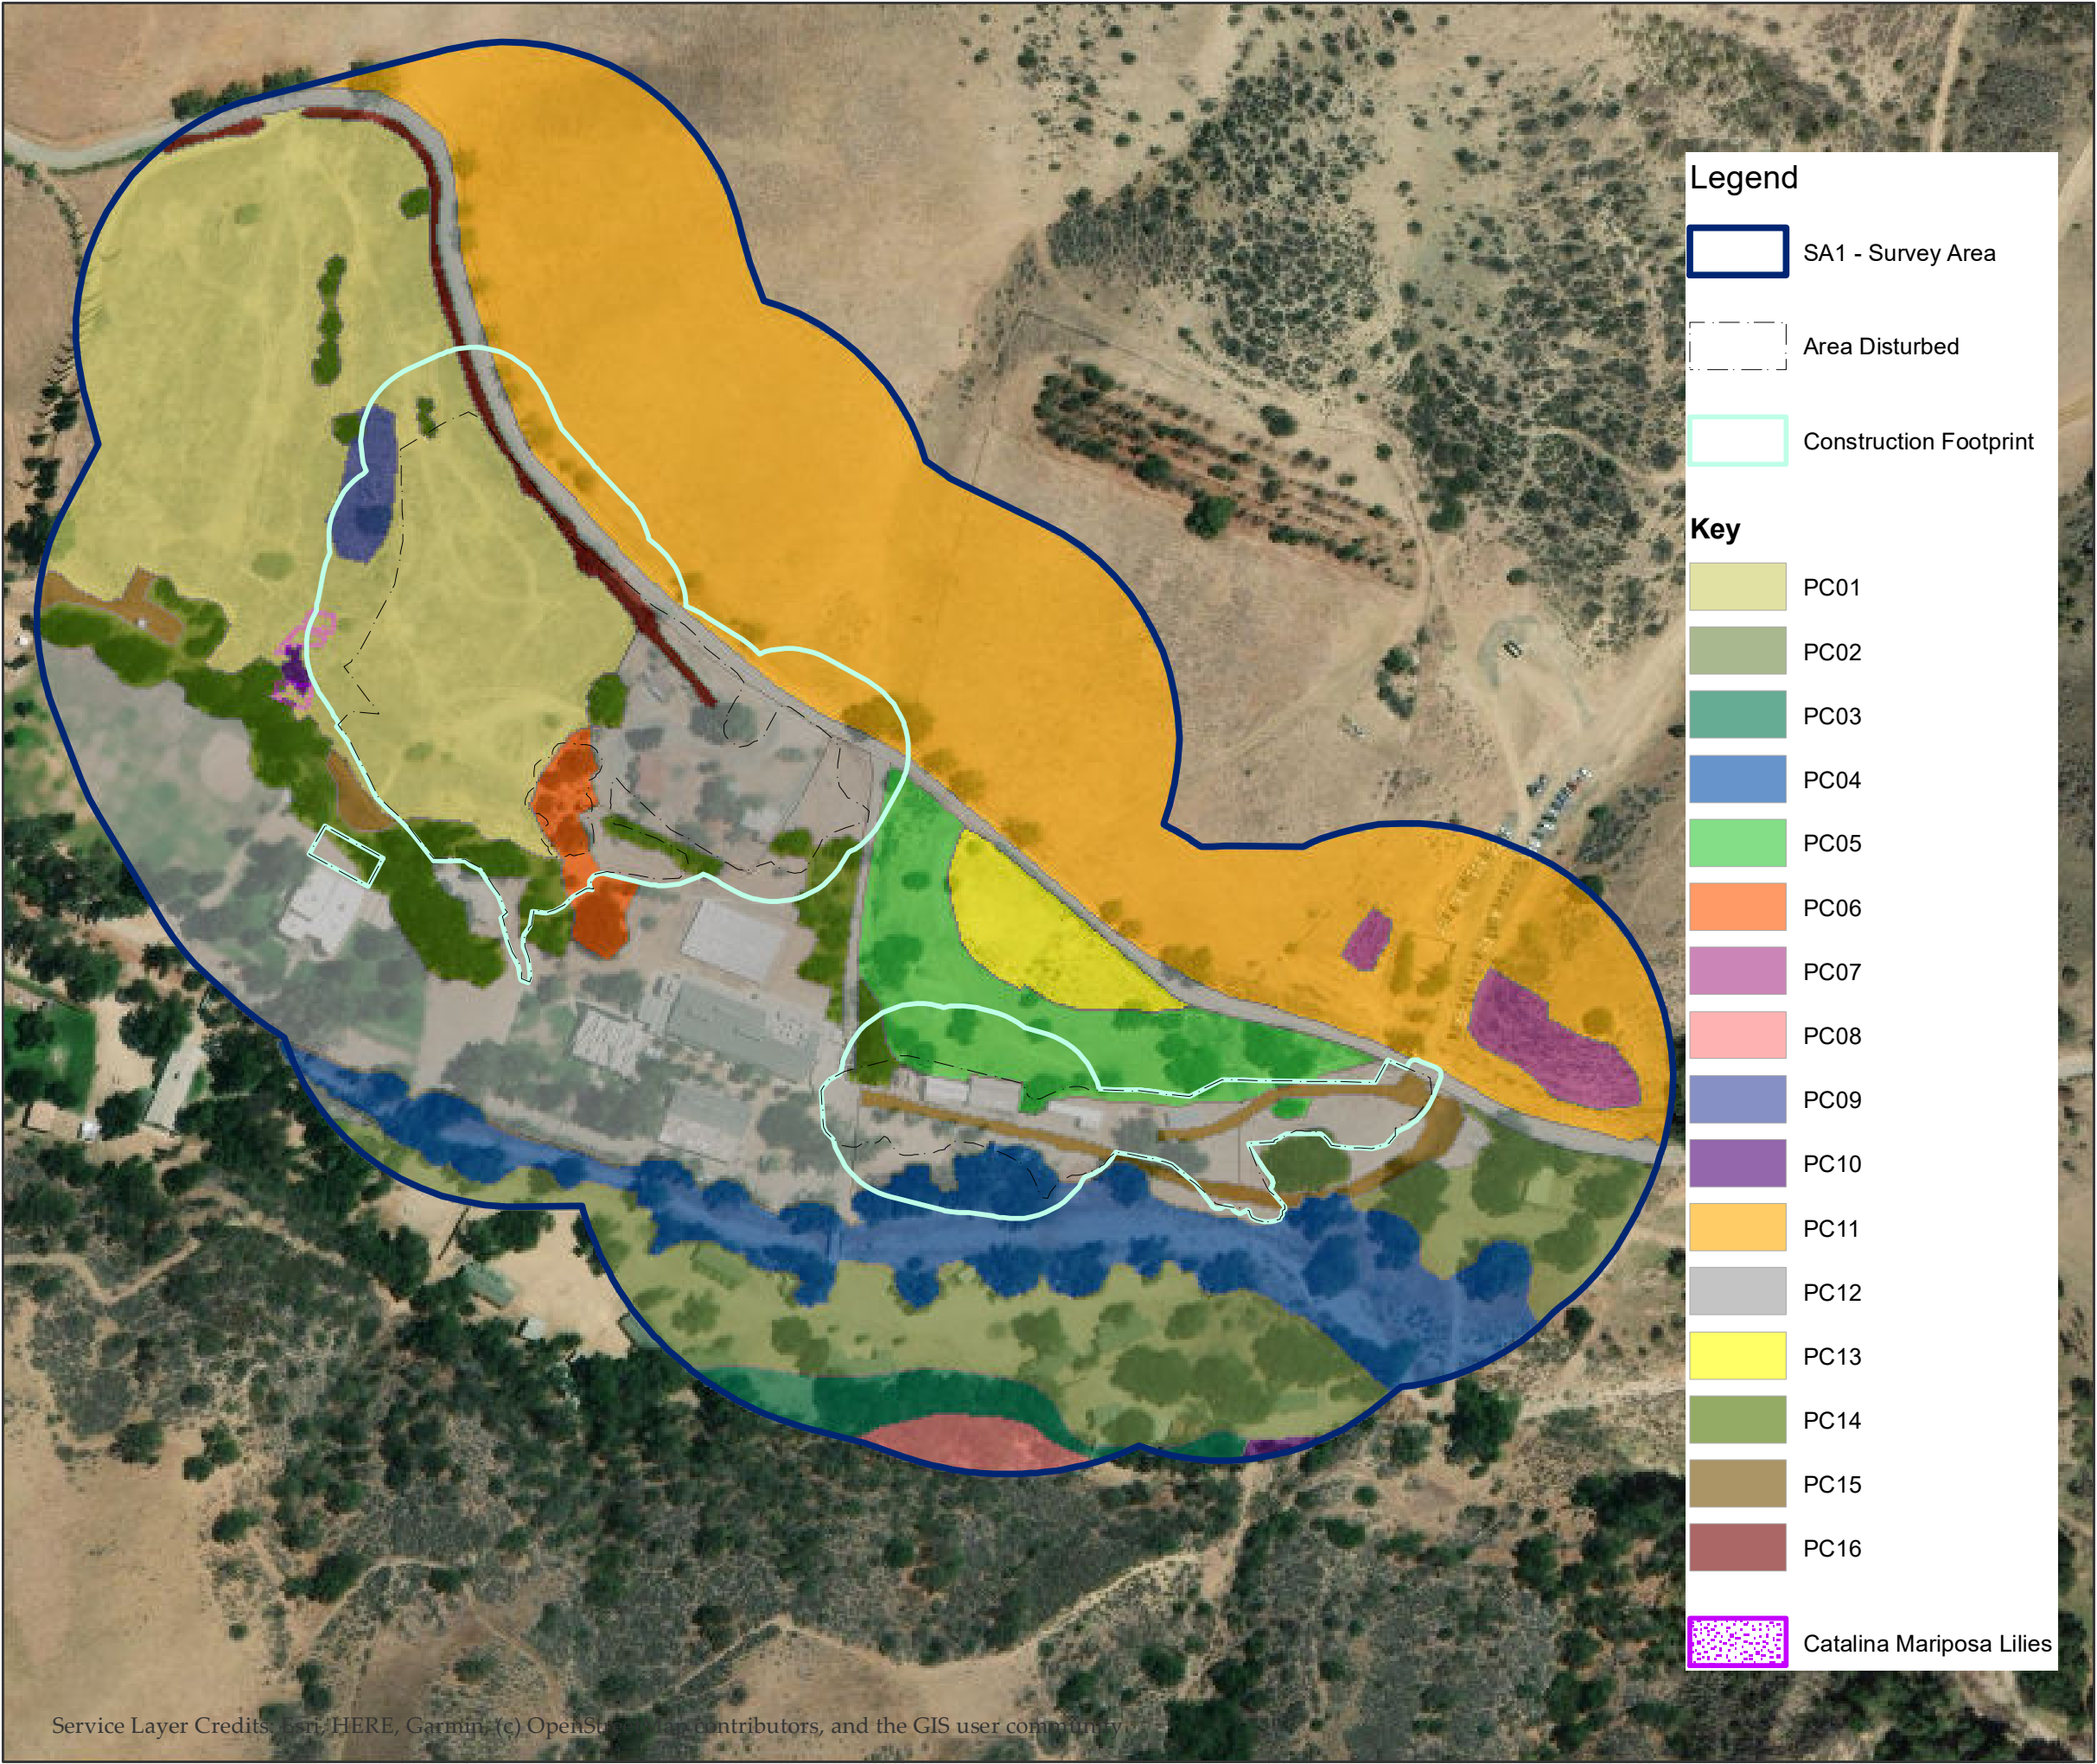 Legend
SA1 - Survey Area
Area Disturbed
Construction Footprint
Key
PC01
PC02
PC03
PC04
PC05
PC06
PC07
PC08
PC09
PC10
PC11
PC12
PC13
PC14
PC15
PC16
Catalina Mariposa Lilies
Service Layer Credits: Esri, HERE, Garmin, (c) OpenStreetMap contributors, and the GIS user community